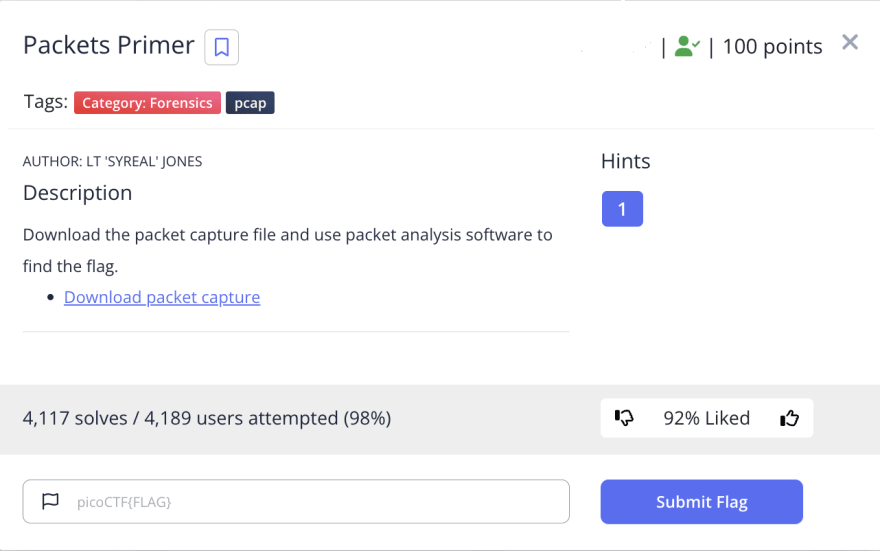 Packets Primer
| | 100 points
Tags: Category: Forensics pcap
AUTHOR: LT 'SYREAL' JONES
Description
Download the packet capture file and use packet analysis software to
find the flag.
• Download packet capture
Hints
1
4,117 solves / 4,189 users attempted (98%)
92% Liked
picoCTF{FLAG}
Submit Flag